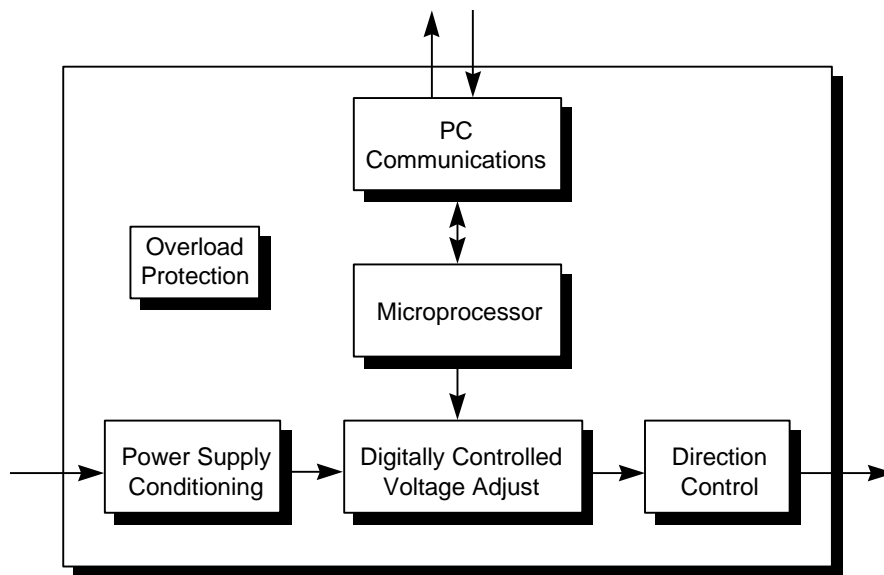 PC
Communications
Overload
Protection
Microprocessor
Power Supply
Conditioning
Digitally Controlled
Voltage Adjust
Direction
Control